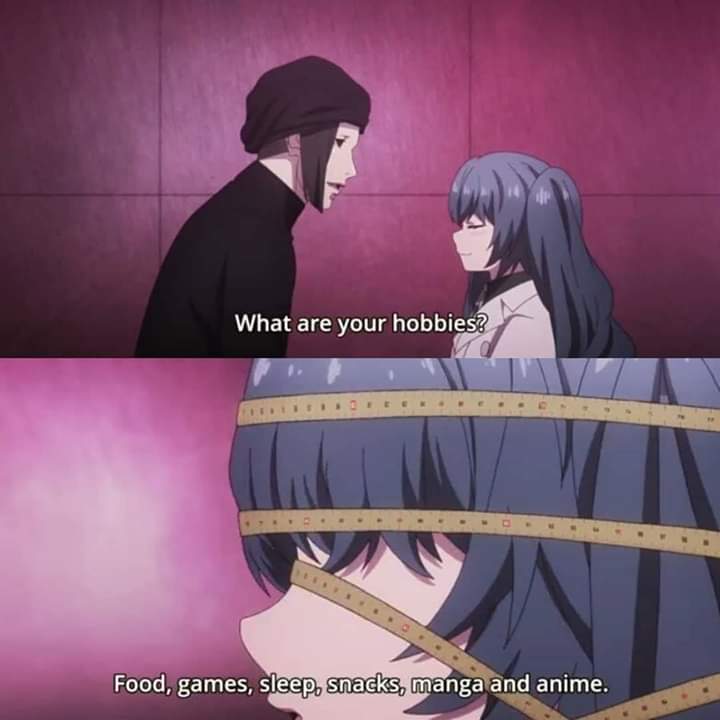 What are your hobbies?
Food, games, sleep, snacks, manga and anime.